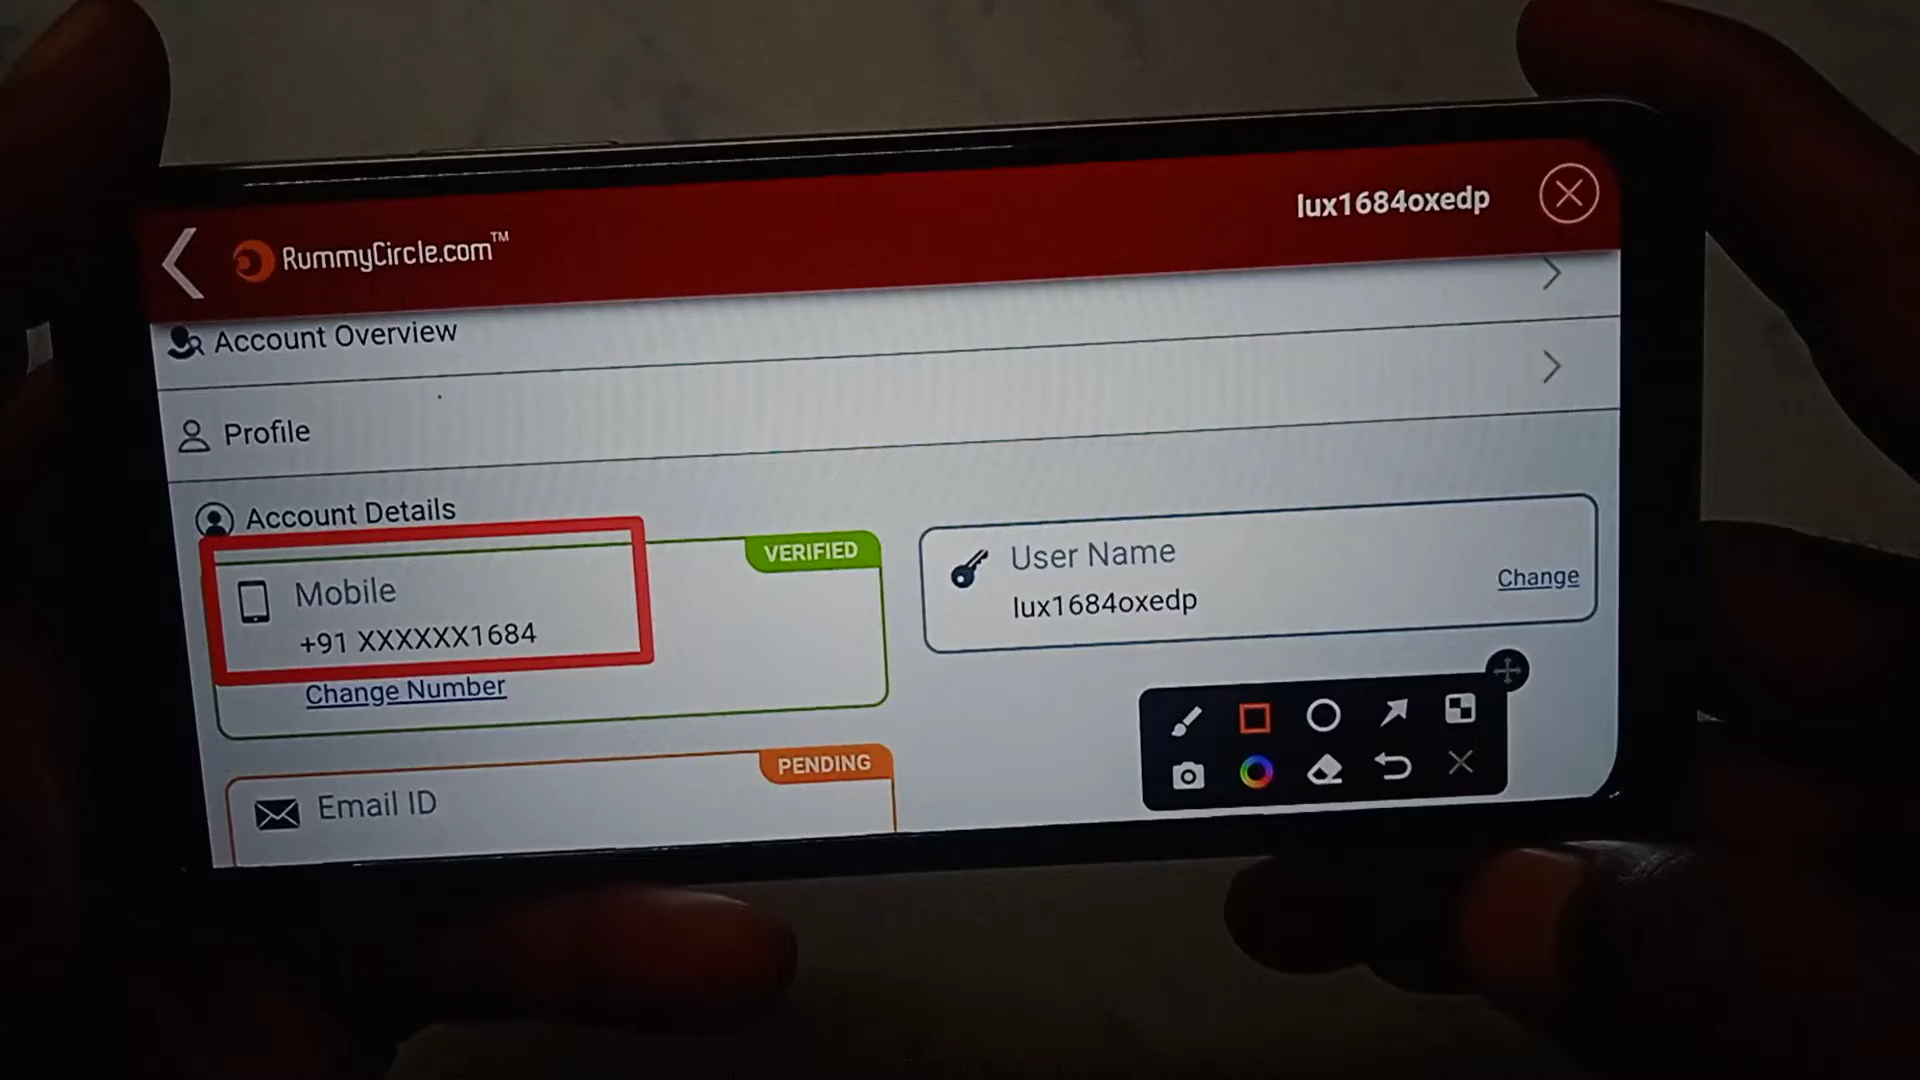 RummyCircle.com™
lux1684oxedp
Account Overview
Profile
Account Details
VERIFIED
Mobile
+91 XXXXXX1684
Change Number
User Name
lux1684oxedp
Change
PENDING
Email ID